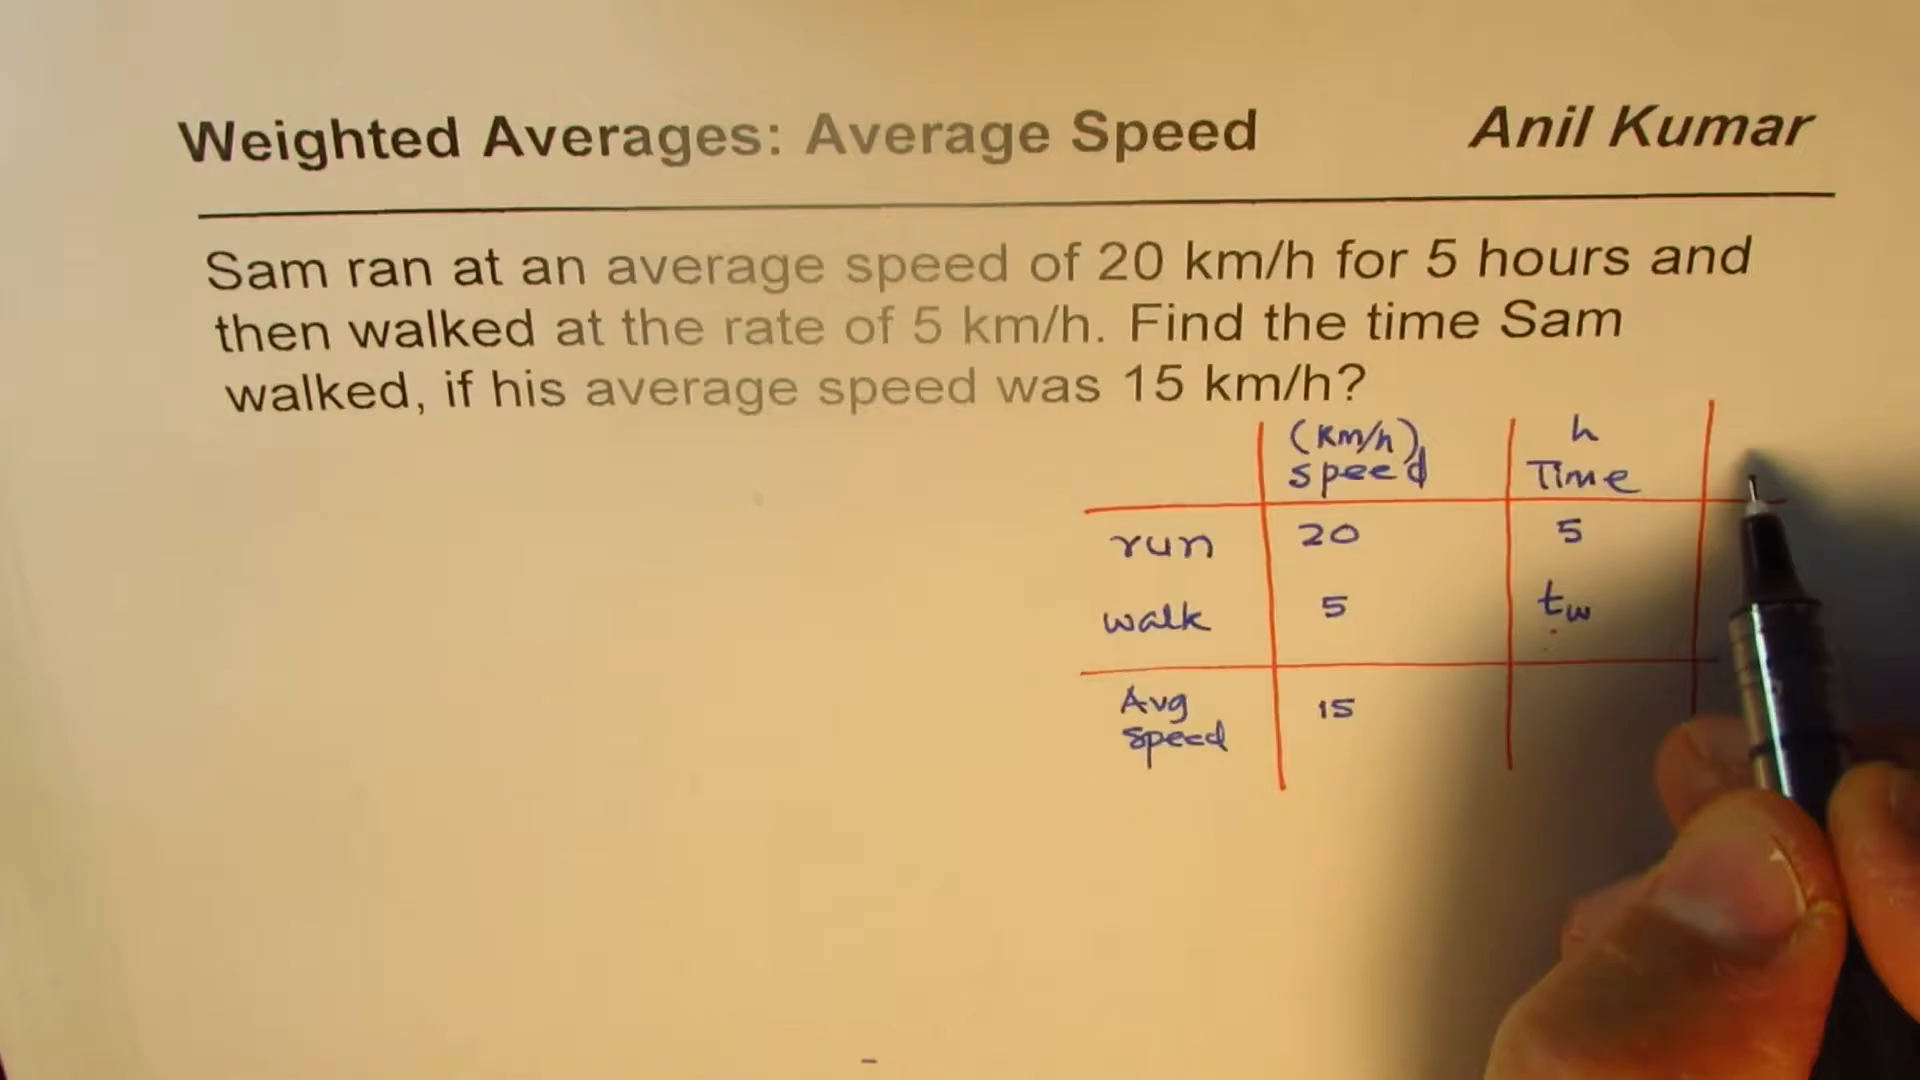 Weighted Averages: Average Speed Anil Kumar
Sam ran at an average speed of 20 km/h for 5 hours and
then walked at the rate of 5 km/h. Find the time Sam
walked, if his average speed was 15 km/h?
(Km/h) h
speed Time
run 20 5
walk 5 tw
Avg 15
speed